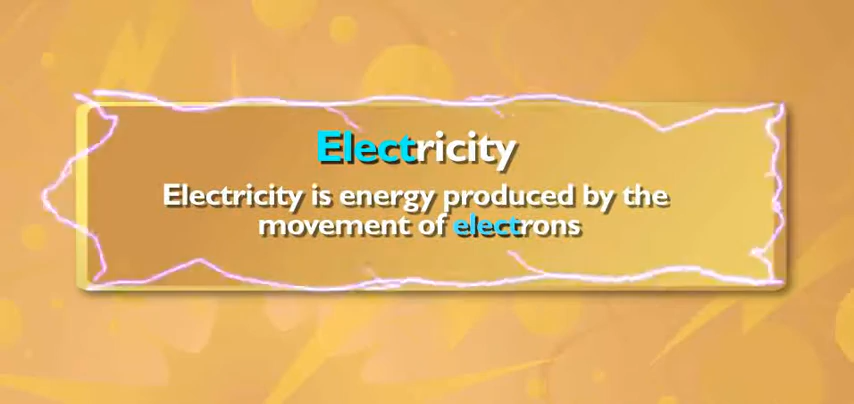 Electricity
Electricity is energy produced by the
movement of electrons